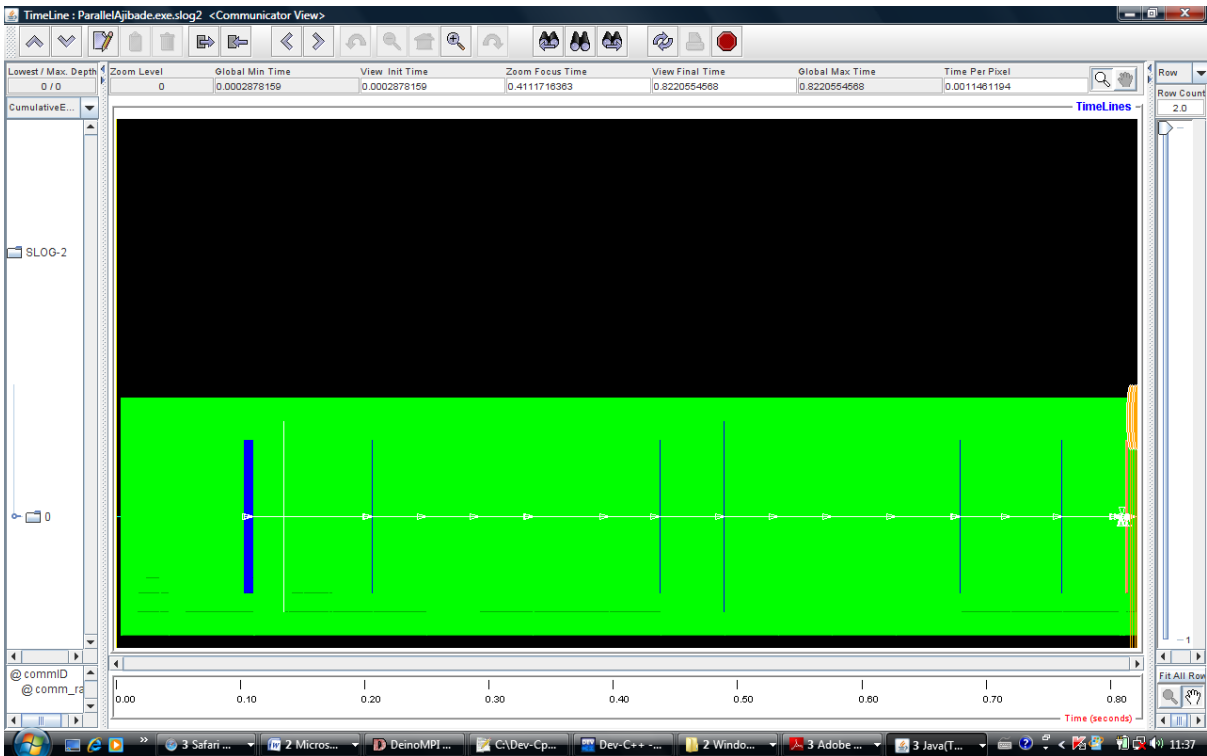 TimeLine : ParallelAjibade.exe.slog2 <Communicator View>
Lowest / Max. Depth
0 / 0
Zoom Level
0
Global Min Time
0.0002878159
View Init Time
0.0002878159
Zoom Focus Time
0.4111716363
View Final Time
0.8220554568
Global Max Time
0.8220554568
Time Per Pixel
0.0011461194
Row
Row Count
2.0
CumulativeE...
TimeLines
SLOG-2
0
1
@ commID
@ comm_ra
0.00 0.10 0.20 0.30 0.40 0.50 0.60 0.70 0.80
Time (seconds)
Fit All Row
3 Safari ... 2 Micros... DeinoMPI ... C:\Dev-Cp... Dev-C++ -... 2 Windo... 3 Adobe ... 3 Java(T... 11:37